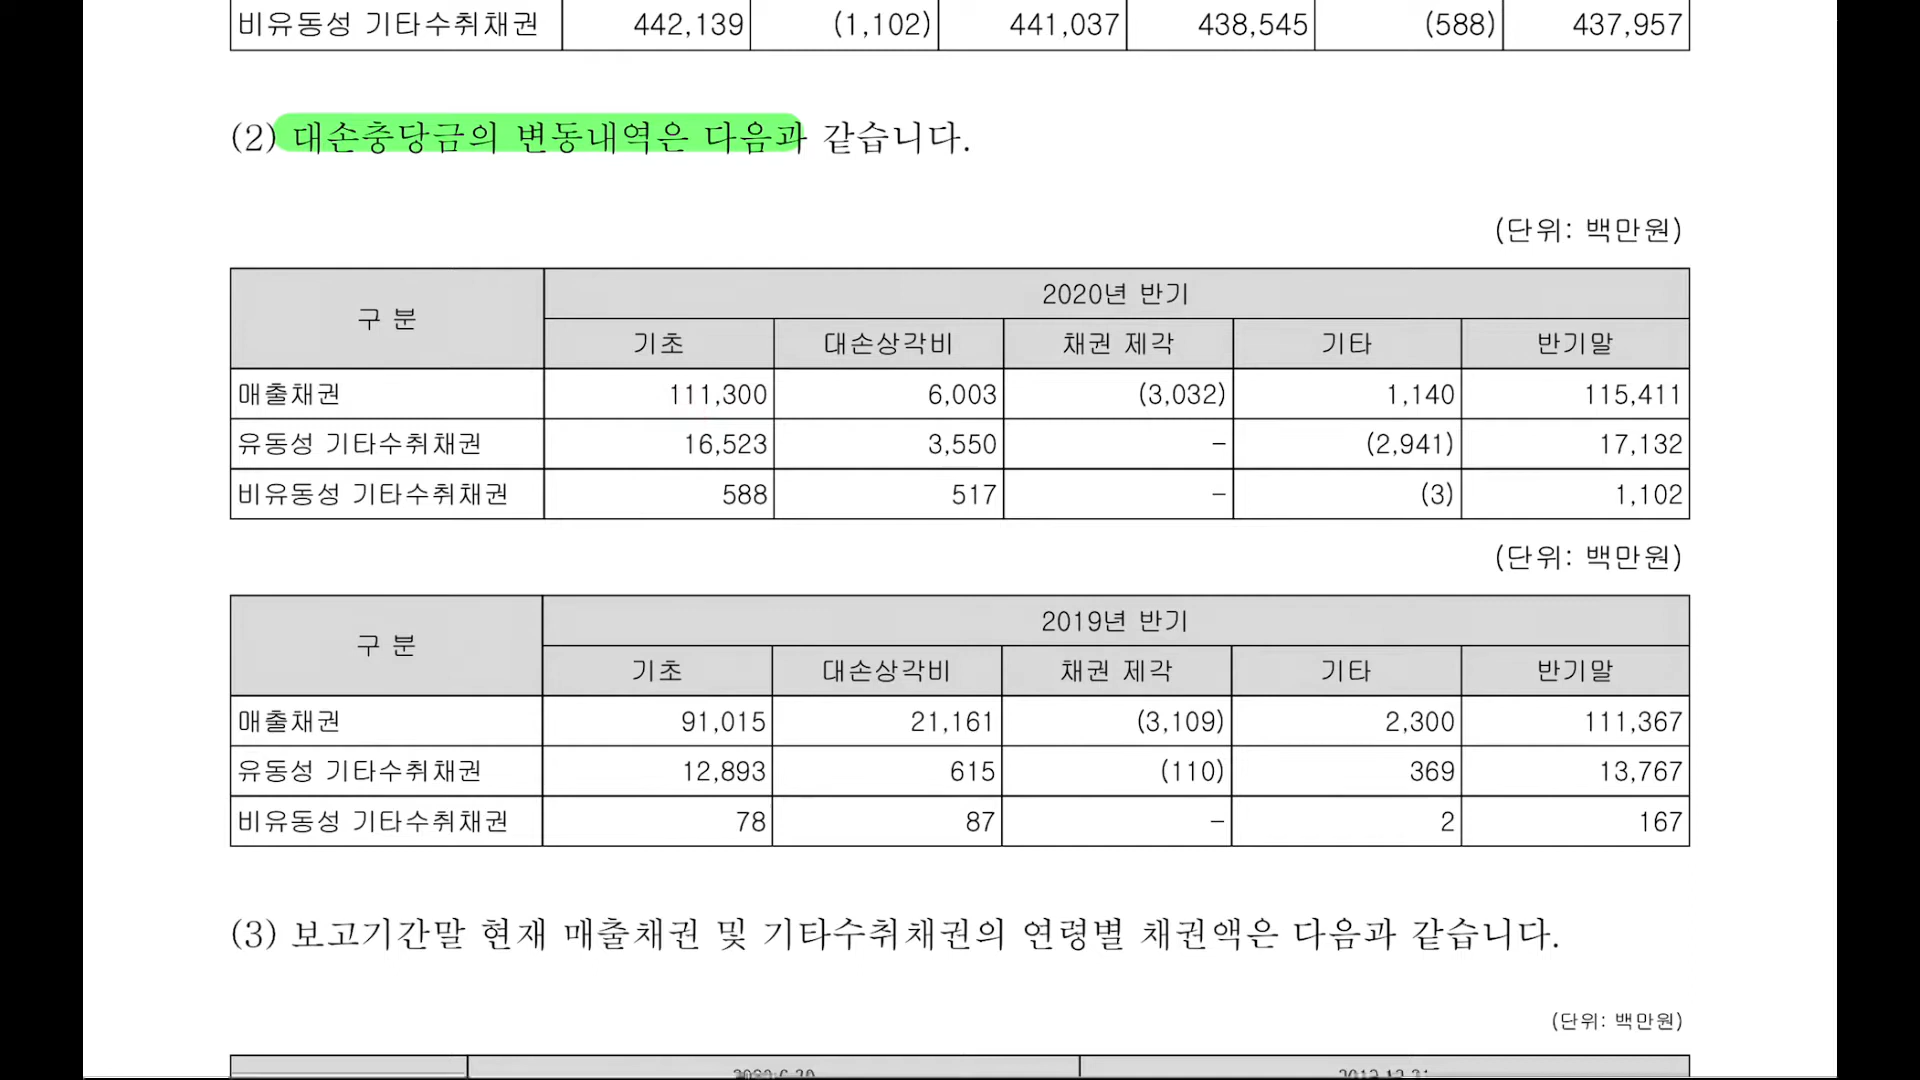 비유동성 기타수취채권 442,139 (1,102) 441,037 438,545 (588) 437,957
(2) 대손충당금의 변동내역은 다음과 같습니다.
(단위: 백만원)
구 분 2020년 반기
기초 대손상각비 채권 제각 기타 반기말
매출채권 111,300 6,003 (3,032) 1,140 115,411
유동성 기타수취채권 16,523 3,550 – (2,941) 17,132
비유동성 기타수취채권 588 517 – (3) 1,102
(단위: 백만원)
구 분 2019년 반기
기초 대손상각비 채권 제각 기타 반기말
매출채권 91,015 21,161 (3,109) 2,300 111,367
유동성 기타수취채권 12,893 615 (110) 369 13,767
비유동성 기타수취채권 78 87 – 2 167
(3) 보고기간말 현재 매출채권 및 기타수취채권의 연령별 채권액은 다음과 같습니다.
(단위: 백만원)